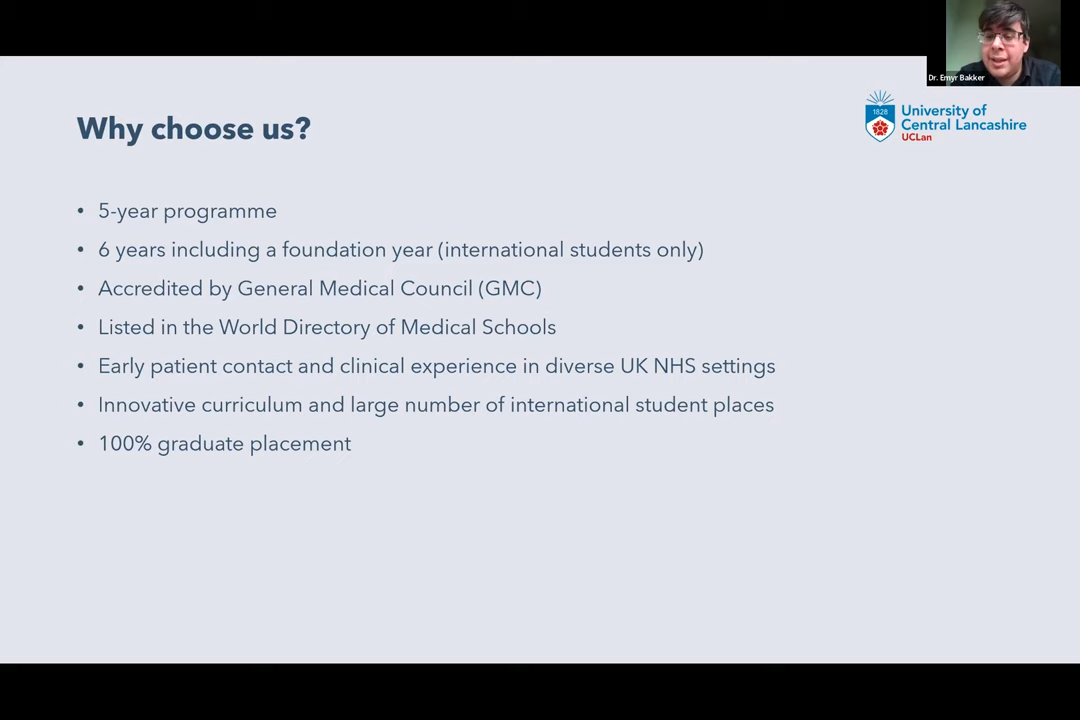 Dr. Emyr Bakker
Why choose us?
1828
University of
Central Lancashire
UCLan
• 5-year programme
• 6 years including a foundation year (international students only)
• Accredited by General Medical Council (GMC)
• Listed in the World Directory of Medical Schools
• Early patient contact and clinical experience in diverse UK NHS settings
• Innovative curriculum and large number of international student places
• 100% graduate placement